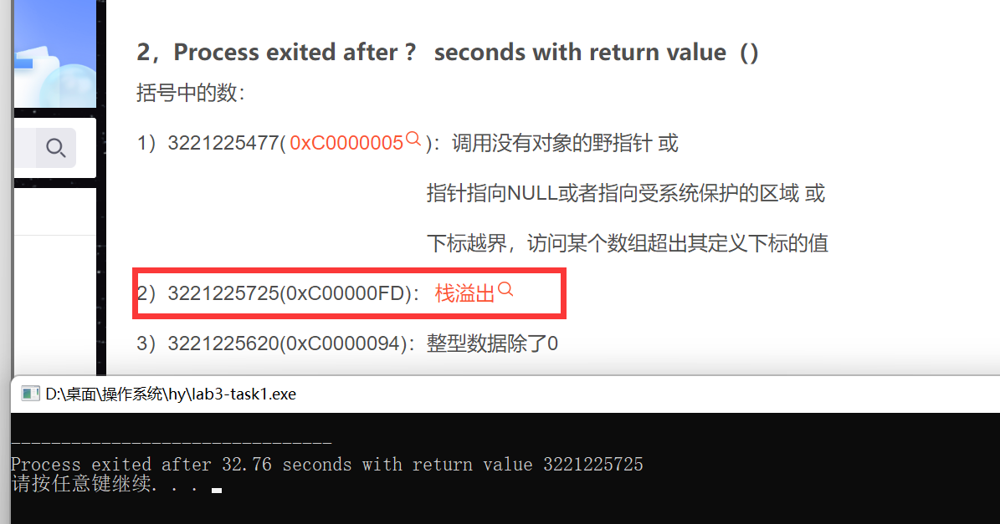 2，Process exited after ？ seconds with return value（）
括号中的数：
1）3221225477( 0xC0000005 )：调用没有对象的野指针 或
指针指向NULL或者指向受系统保护的区域 或
下标越界，访问某个数组超出其定义下标的值
2）3221225725(0xC00000FD)： 栈溢出
3）3221225620(0xC0000094)：整型数据除了0
D:\桌面\操作系统\hy\lab3-task1.exe
--------------------------------
Process exited after 32.76 seconds with return value 3221225725
请按任意键继续. . .